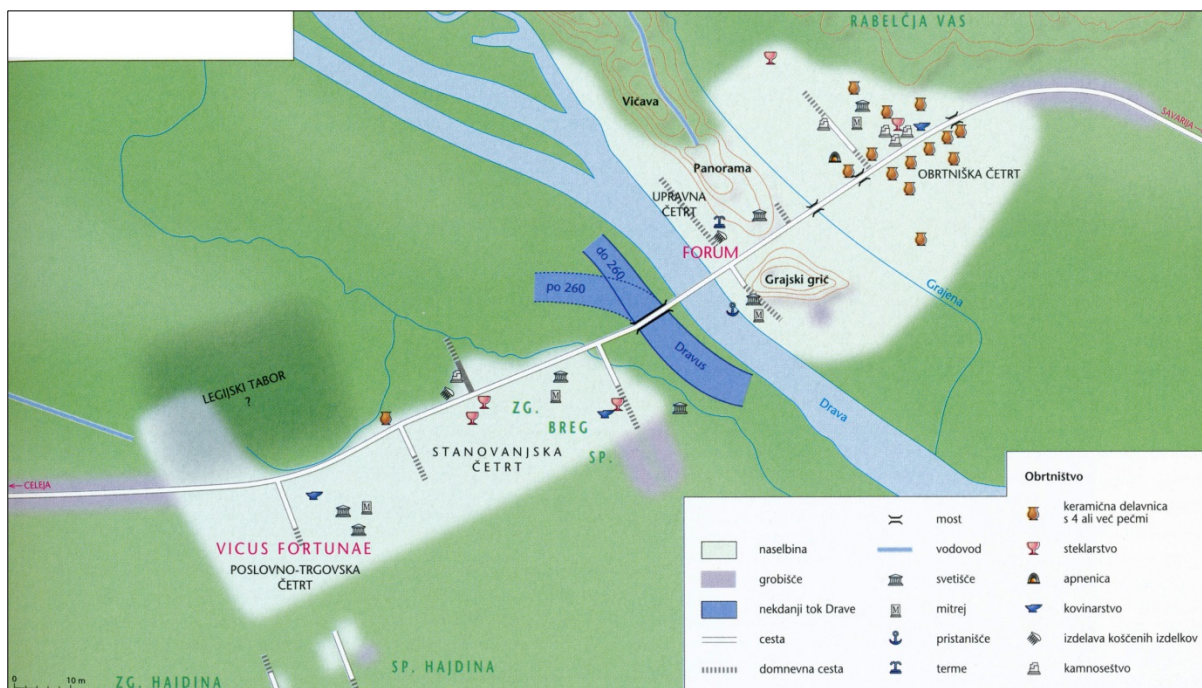 RABELČJA VAS
Vičava
SAVARIJA
Panorama
OBRTNIŠKA ČETRT
UPRAVNA
ČETRT
FORUM
Grajski grič
Grajena
do 260
po 260
Dravus
Drava
LEGIJSKI TABOR
?
ZG.
BREG
SP.
STANOVANJSKA
ČETRT
CELEJA
VICUS FORTUNAE
POSLOVNO-TRGOVSKA
ČETRT
SP. HAJDINA
ZG. HAJDINA
0 10 m
naselbina
grobišče
nekdanji tok Drave
cesta
domnevna cesta
most
vodovod
svetišče
mitrej
pristanišče
terme
Obrtništvo
keramična delavnica
s 4 ali več pečmi
steklarstvo
apnenica
kovinarstvo
izdelava koščenih izdelkov
kamnoseštvo